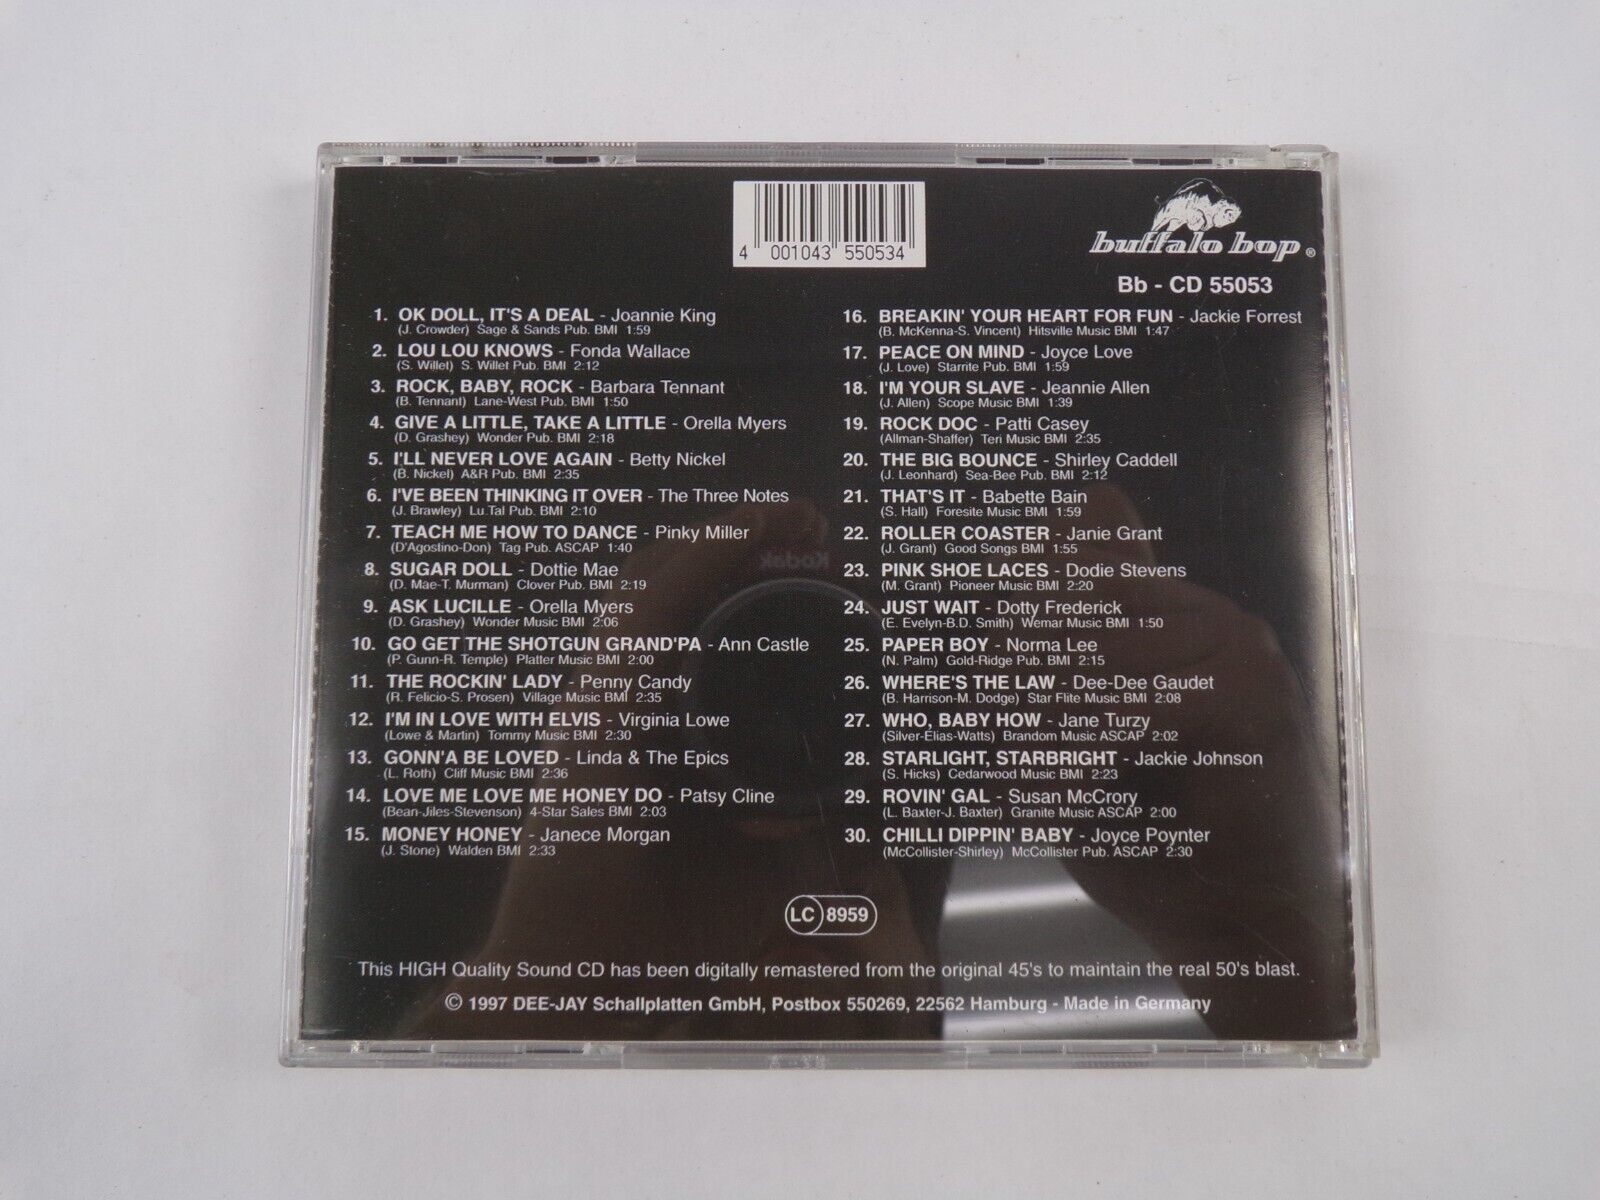 4 001043 550534
buffalo bop ®
Bb - CD 55053
1. OK DOLL, IT'S A DEAL - Joannie King
(J. Crowder) Sage & Sands Pub. BMI 1:59
2. LOU LOU KNOWS - Fonda Wallace
(S. Willet) S. Willet Pub. BMI 2:12
3. ROCK, BABY, ROCK - Barbara Tennant
(B. Tennant) Lane-West Pub. BMI 1:50
4. GIVE A LITTLE, TAKE A LITTLE - Orella Myers
(D. Grashey) Wonder Pub. BMI 2:18
5. I'LL NEVER LOVE AGAIN - Betty Nickel
(B. Nickel) A&R Pub. BMI 2:35
6. I'VE BEEN THINKING IT OVER - The Three Notes
(J. Brawley) Lu Tal Pub. BMI 2:10
7. TEACH ME HOW TO DANCE - Pinky Miller
(D'Agostino-Don) Tag Pub. ASCAP 1:40
8. SUGAR DOLL - Dottie Mae
(D. Mae-T. Murman) Clover Pub. BMI 2:19
9. ASK LUCILLE - Orella Myers
(D. Grashey) Wonder Music BMI 2:06
10. GO GET THE SHOTGUN GRAND'PA - Ann Castle
(P. Gunn-R. Temple) Platter Music BMI 2:00
11. THE ROCKIN' LADY - Penny Candy
(R. Felicio-S. Prosen) Village Music BMI 2:35
12. I'M IN LOVE WITH ELVIS - Virginia Lowe
(Lowe & Martin) Tommy Music BMI 2:30
13. GONN'A BE LOVED - Linda & The Epics
(L. Roth) Cliff Music BMI 2:36
14. LOVE ME LOVE ME HONEY DO - Patsy Cline
(Bean-Jiles-Stevenson) 4-Star Sales BMI 2:03
15. MONEY HONEY - Janece Morgan
(J. Stone) Walden BMI 2:33
16. BREAKIN' YOUR HEART FOR FUN - Jackie Forrest
(B. McKenna-S. Vincent) Hitsville Music BMI 1:47
17. PEACE ON MIND - Joyce Love
(J. Love) Starrite Pub. BMI 1:59
18. I'M YOUR SLAVE - Jeannie Allen
(J. Allen) Scope Music BMI 1:39
19. ROCK DOC - Patti Casey
(Allman-Shaffer) Teri Music BMI 2:35
20. THE BIG BOUNCE - Shirley Caddell
(J. Leonhard) Sea-Bee Pub. BMI 2:12
21. THAT'S IT - Babette Bain
(S. Hall) Foresite Music BMI 1:59
22. ROLLER COASTER - Janie Grant
(J. Grant) Good Songs BMI 1:55
23. PINK SHOE LACES - Dodie Stevens
(M. Grant) Pioneer Music BMI 2:20
24. JUST WAIT - Dotty Frederick
(E. Evelyn-B.D. Smith) Wemar Music BMI 1:50
25. PAPER BOY - Norma Lee
(N. Palm) Gold-Ridge Pub. BMI 2:15
26. WHERE'S THE LAW - Dee-Dee Gaudet
(B. Harrison-M. Dodge) Star Flite Music BMI 2:08
27. WHO, BABY HOW - Jane Turzy
(Silver-Elias-Watts) Brandom Music ASCAP 2:02
28. STARLIGHT, STARBRIGHT - Jackie Johnson
(S. Hicks) Cedarwood Music BMI 2:23
29. ROVIN' GAL - Susan McCrory
(L. Baxter-J. Baxter) Granite Music ASCAP 2:00
30. CHILLI DIPPIN' BABY - Joyce Poynter
(McCollister-Shirley) McCollister Pub. ASCAP 2:30
LC 8959
This HIGH Quality Sound CD has been digitally remastered from the original 45's to maintain the real 50's blast.
© 1997 DEE-JAY Schallplatten GmbH, Postbox 550269, 22562 Hamburg - Made in Germany
Kodak